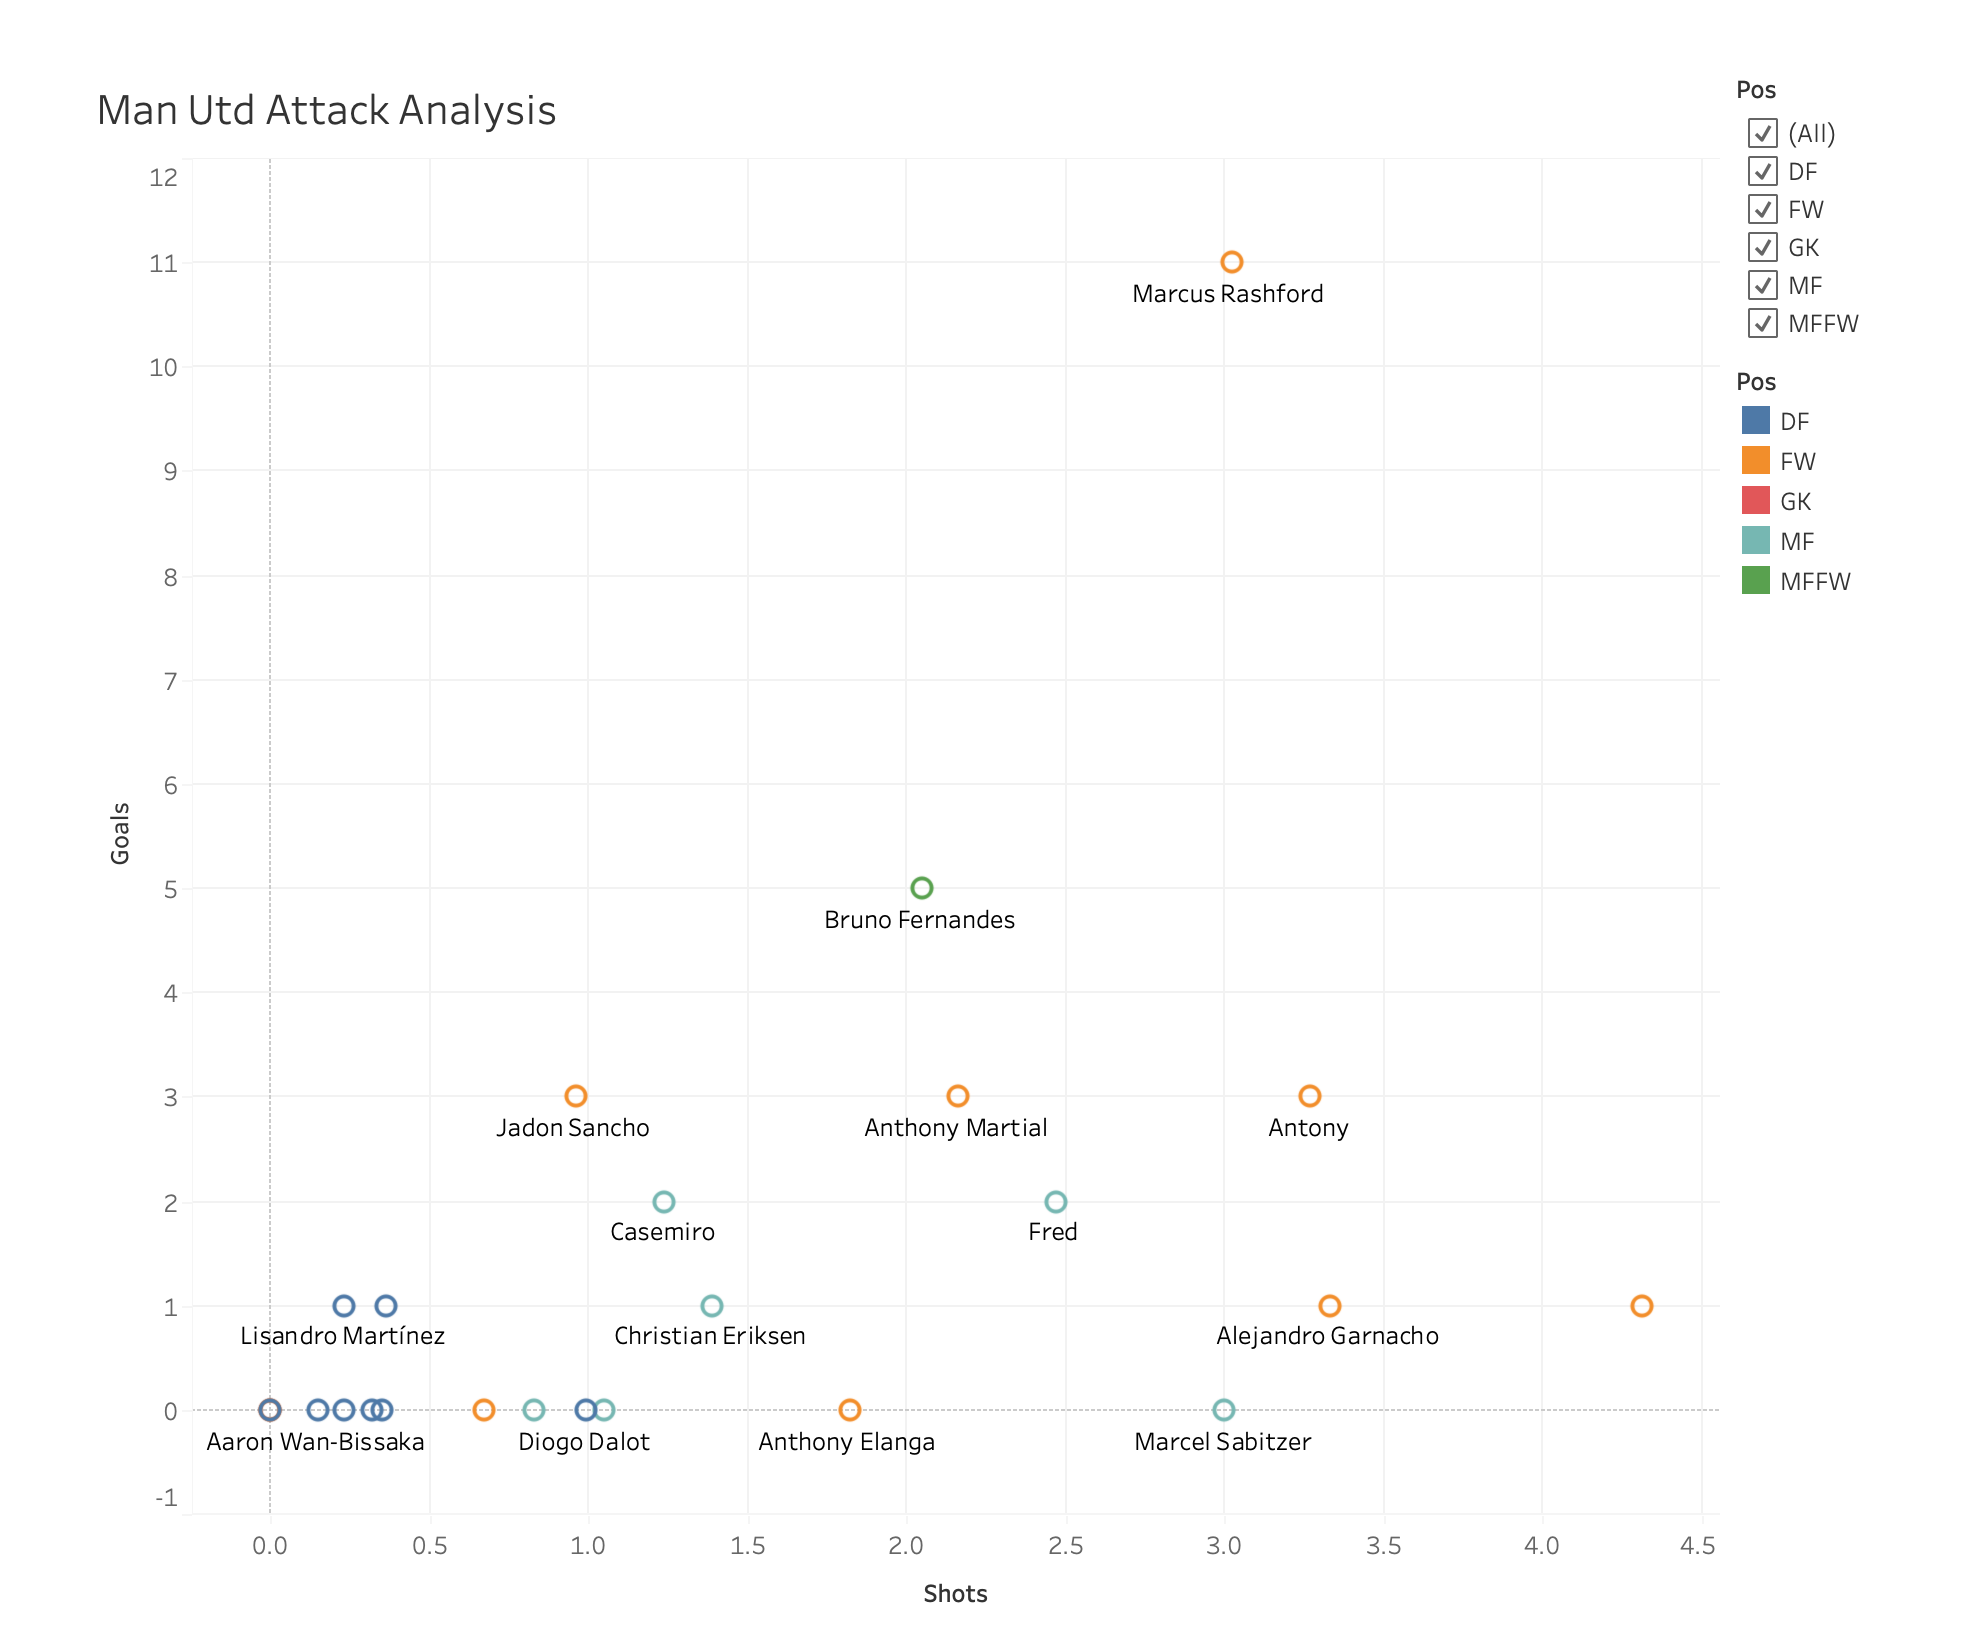 Man Utd Attack Analysis
Pos
(All)
DF
FW
GK
MF
MFFW
Pos
DF
FW
GK
MF
MFFW
12
11
10
9
8
7
6
5
4
3
2
1
0
-1
Goals
Marcus Rashford
Bruno Fernandes
Jadon Sancho
Anthony Martial
Antony
Casemiro
Fred
Lisandro Martínez
Christian Eriksen
Alejandro Garnacho
Aaron Wan-Bissaka
Diogo Dalot
Anthony Elanga
Marcel Sabitzer
0.0 0.5 1.0 1.5 2.0 2.5 3.0 3.5 4.0 4.5
Shots